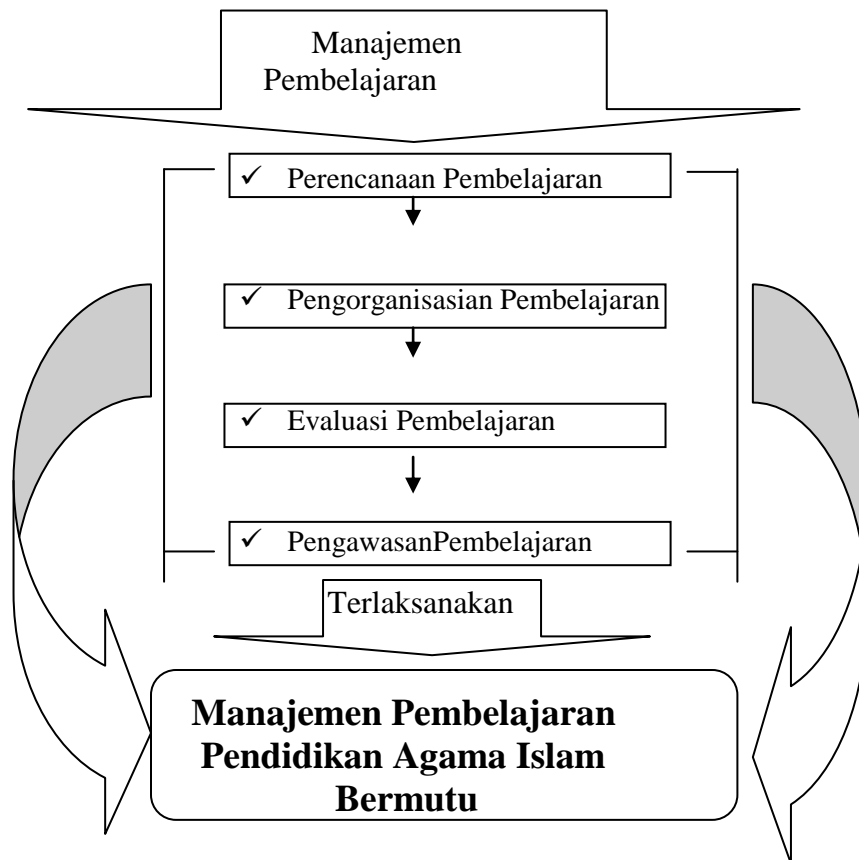 Manajemen
Pembelajaran
✓ Perencanaan Pembelajaran
✓ Pengorganisasian Pembelajaran
✓ Evaluasi Pembelajaran
✓ PengawasanPembelajaran
Terlaksanakan
Manajemen Pembelajaran
Pendidikan Agama Islam
Bermutu